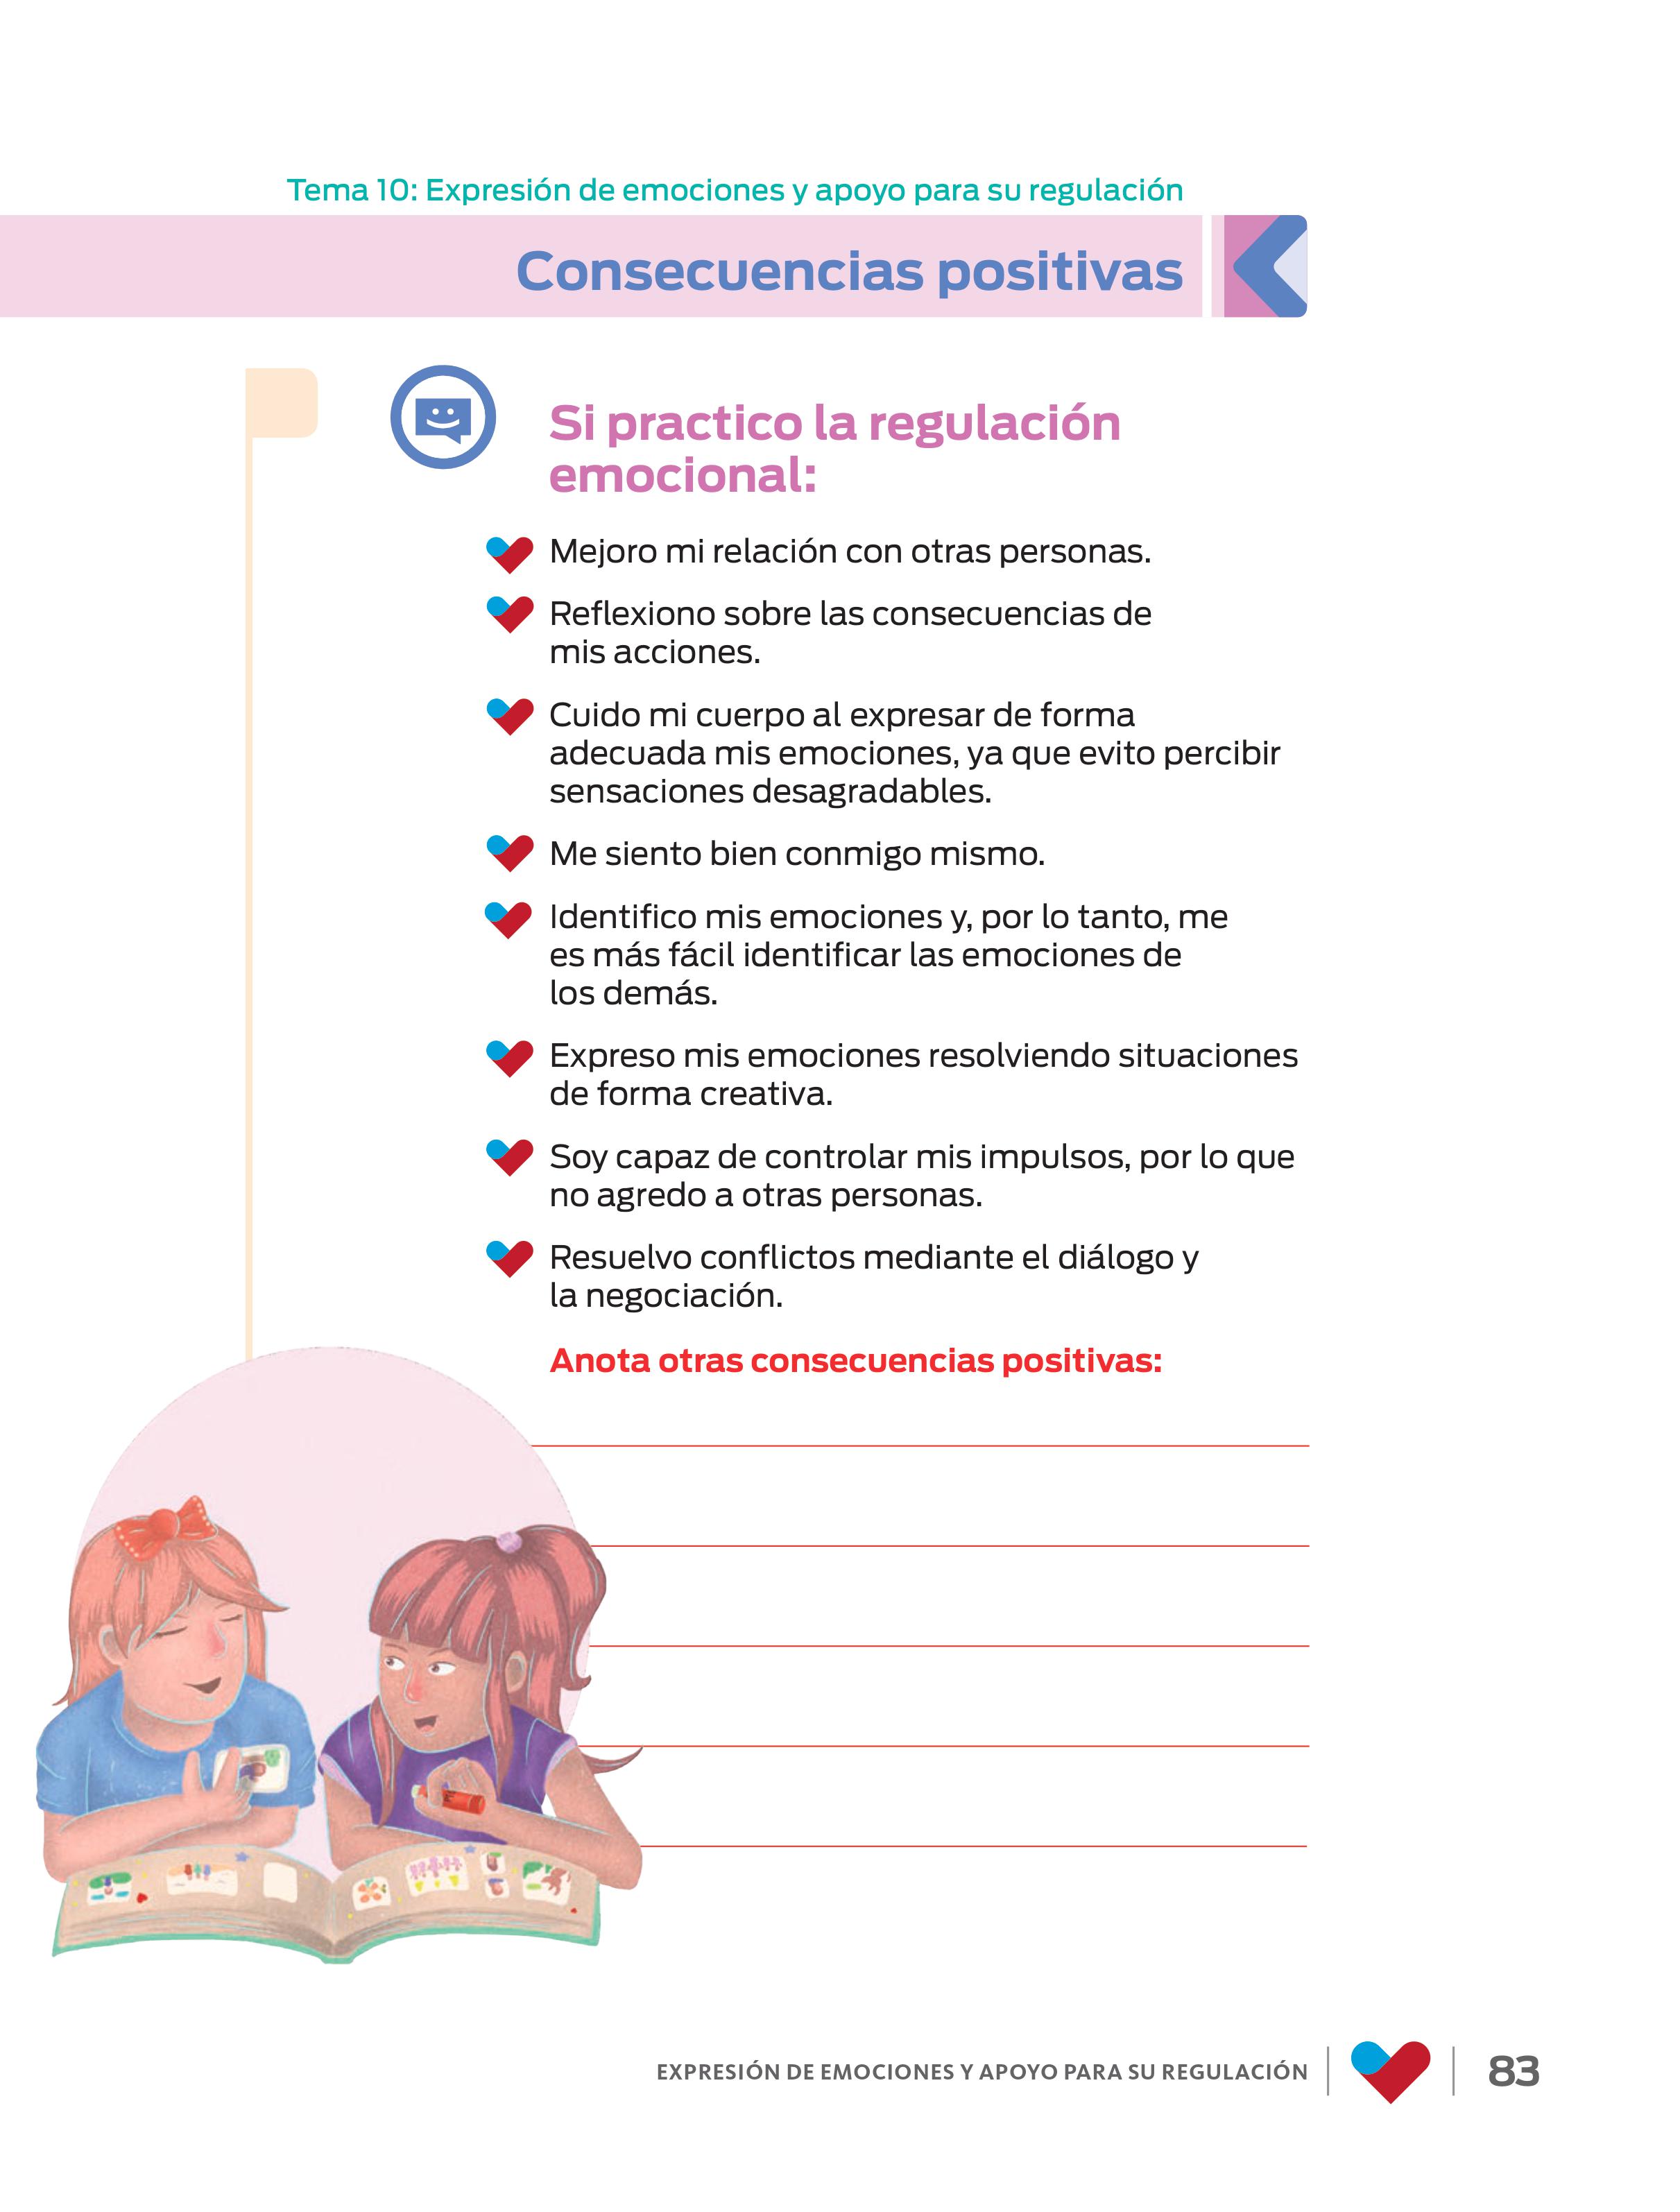 Tema 10: Expresión de emociones y apoyo para su regulación
Consecuencias positivas
Si practico la regulación
emocional:
Mejoro mi relación con otras personas.
Reflexiono sobre las consecuencias de
mis acciones.
Cuido mi cuerpo al expresar de forma
adecuada mis emociones, ya que evito percibir
sensaciones desagradables.
Me siento bien conmigo mismo.
Identifico mis emociones y, por lo tanto, me
es más fácil identificar las emociones de
los demás.
Expreso mis emociones resolviendo situaciones
de forma creativa.
Soy capaz de controlar mis impulsos, por lo que
no agredo a otras personas.
Resuelvo conflictos mediante el diálogo y
la negociación.
Anota otras consecuencias positivas:
EXPRESIÓN DE EMOCIONES Y APOYO PARA SU REGULACIÓN
83